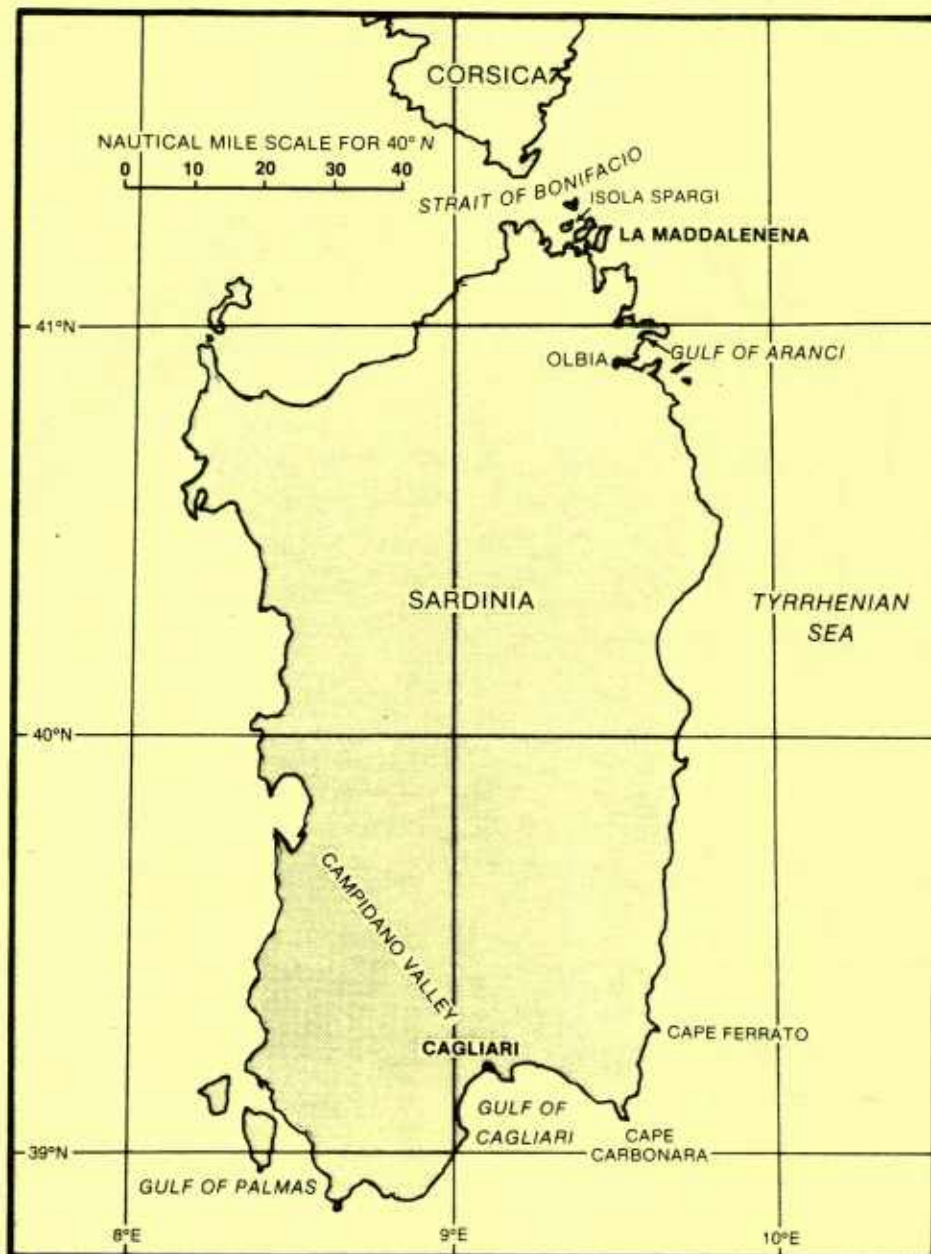 CORSICA
NAUTICAL MILE SCALE FOR 40° N
0 10 20 30 40
STRAIT OF BONIFACIO
ISOLA SPARGI
LA MADDALENENA
41°N
OLBIA
GULF OF ARANCI
SARDINIA
TYRRHENIAN
SEA
40°N
CAMPIDANO VALLEY
CAPE FERRATO
CAGLIARI
GULF OF
CAGLIARI
CAPE
CARBONARA
39°N
GULF OF PALMAS
8°E
9°E
10°E